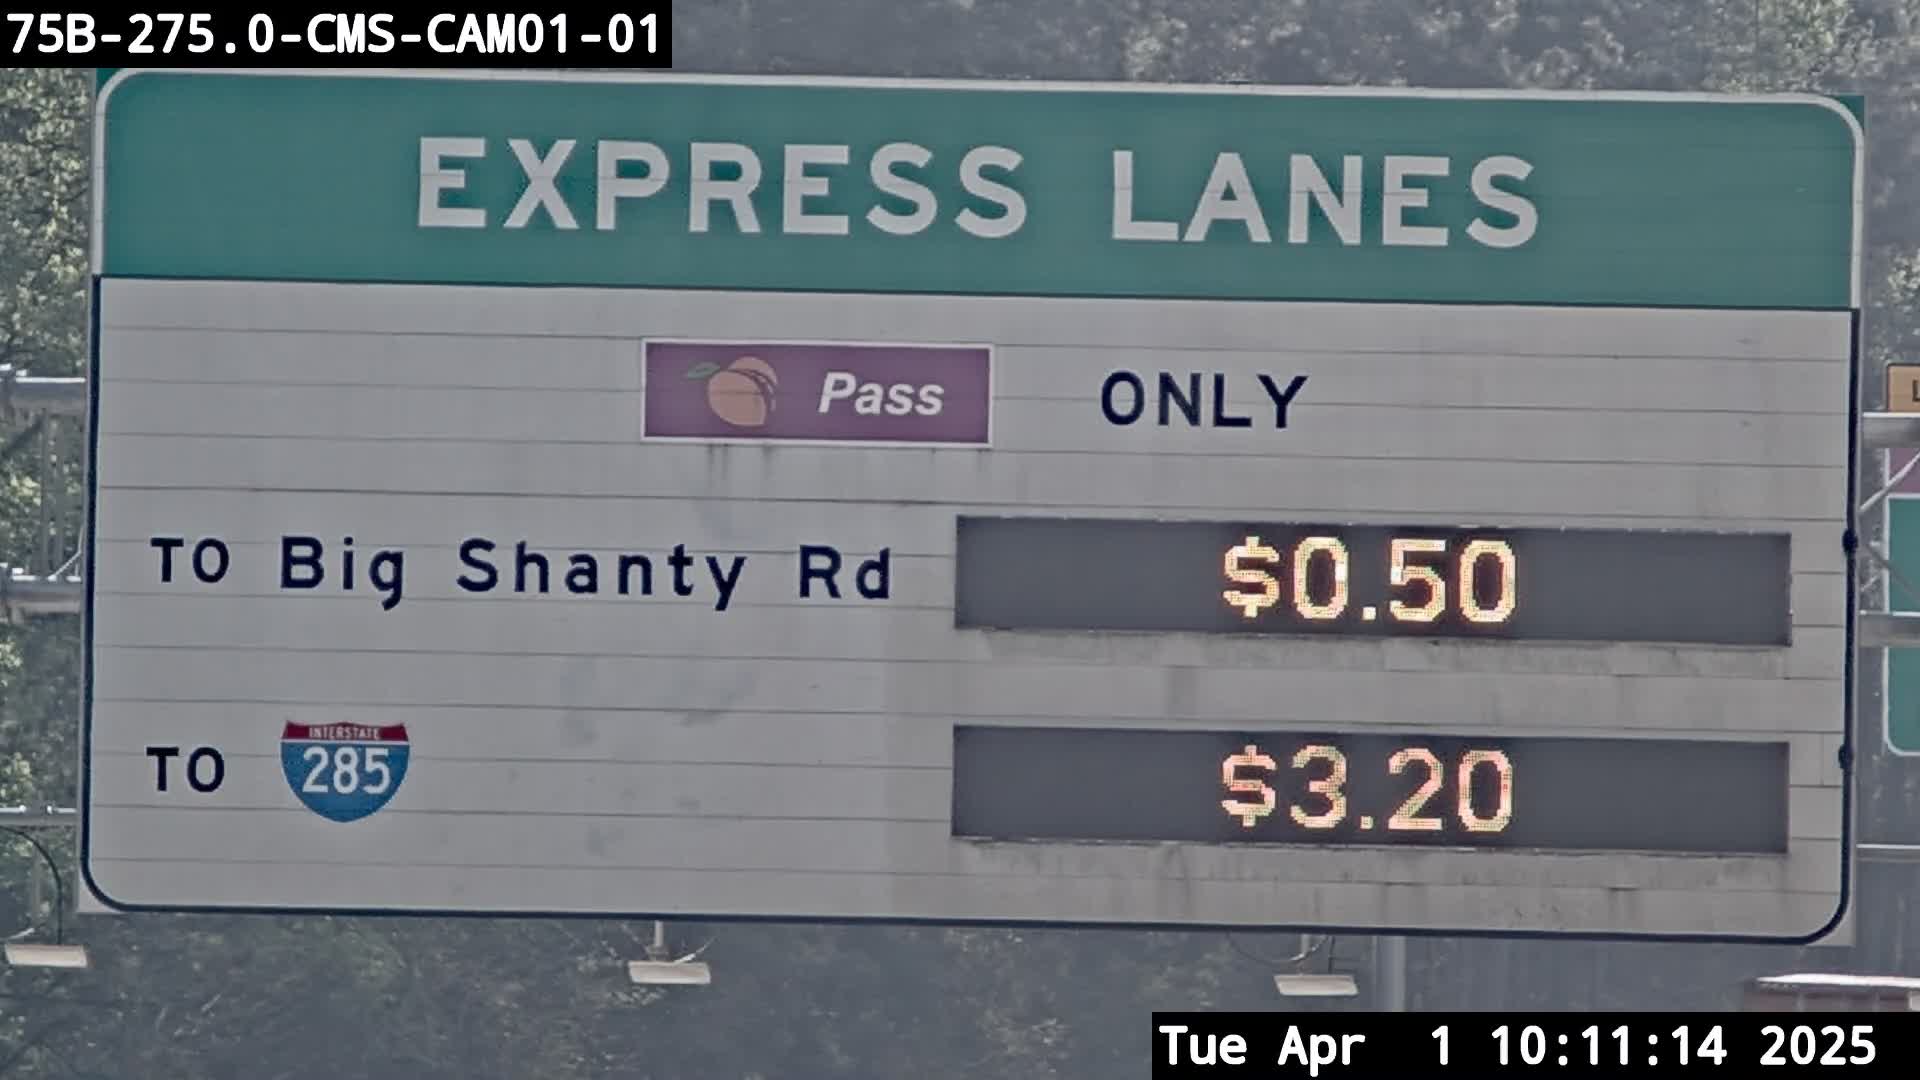 75B-275.0-CMS-CAM01-01
EXPRESS LANES
Pass ONLY
TO Big Shanty Rd $0.50
TO INTERSTATE 285 $3.20
Tue Apr 1 10:11:14 2025